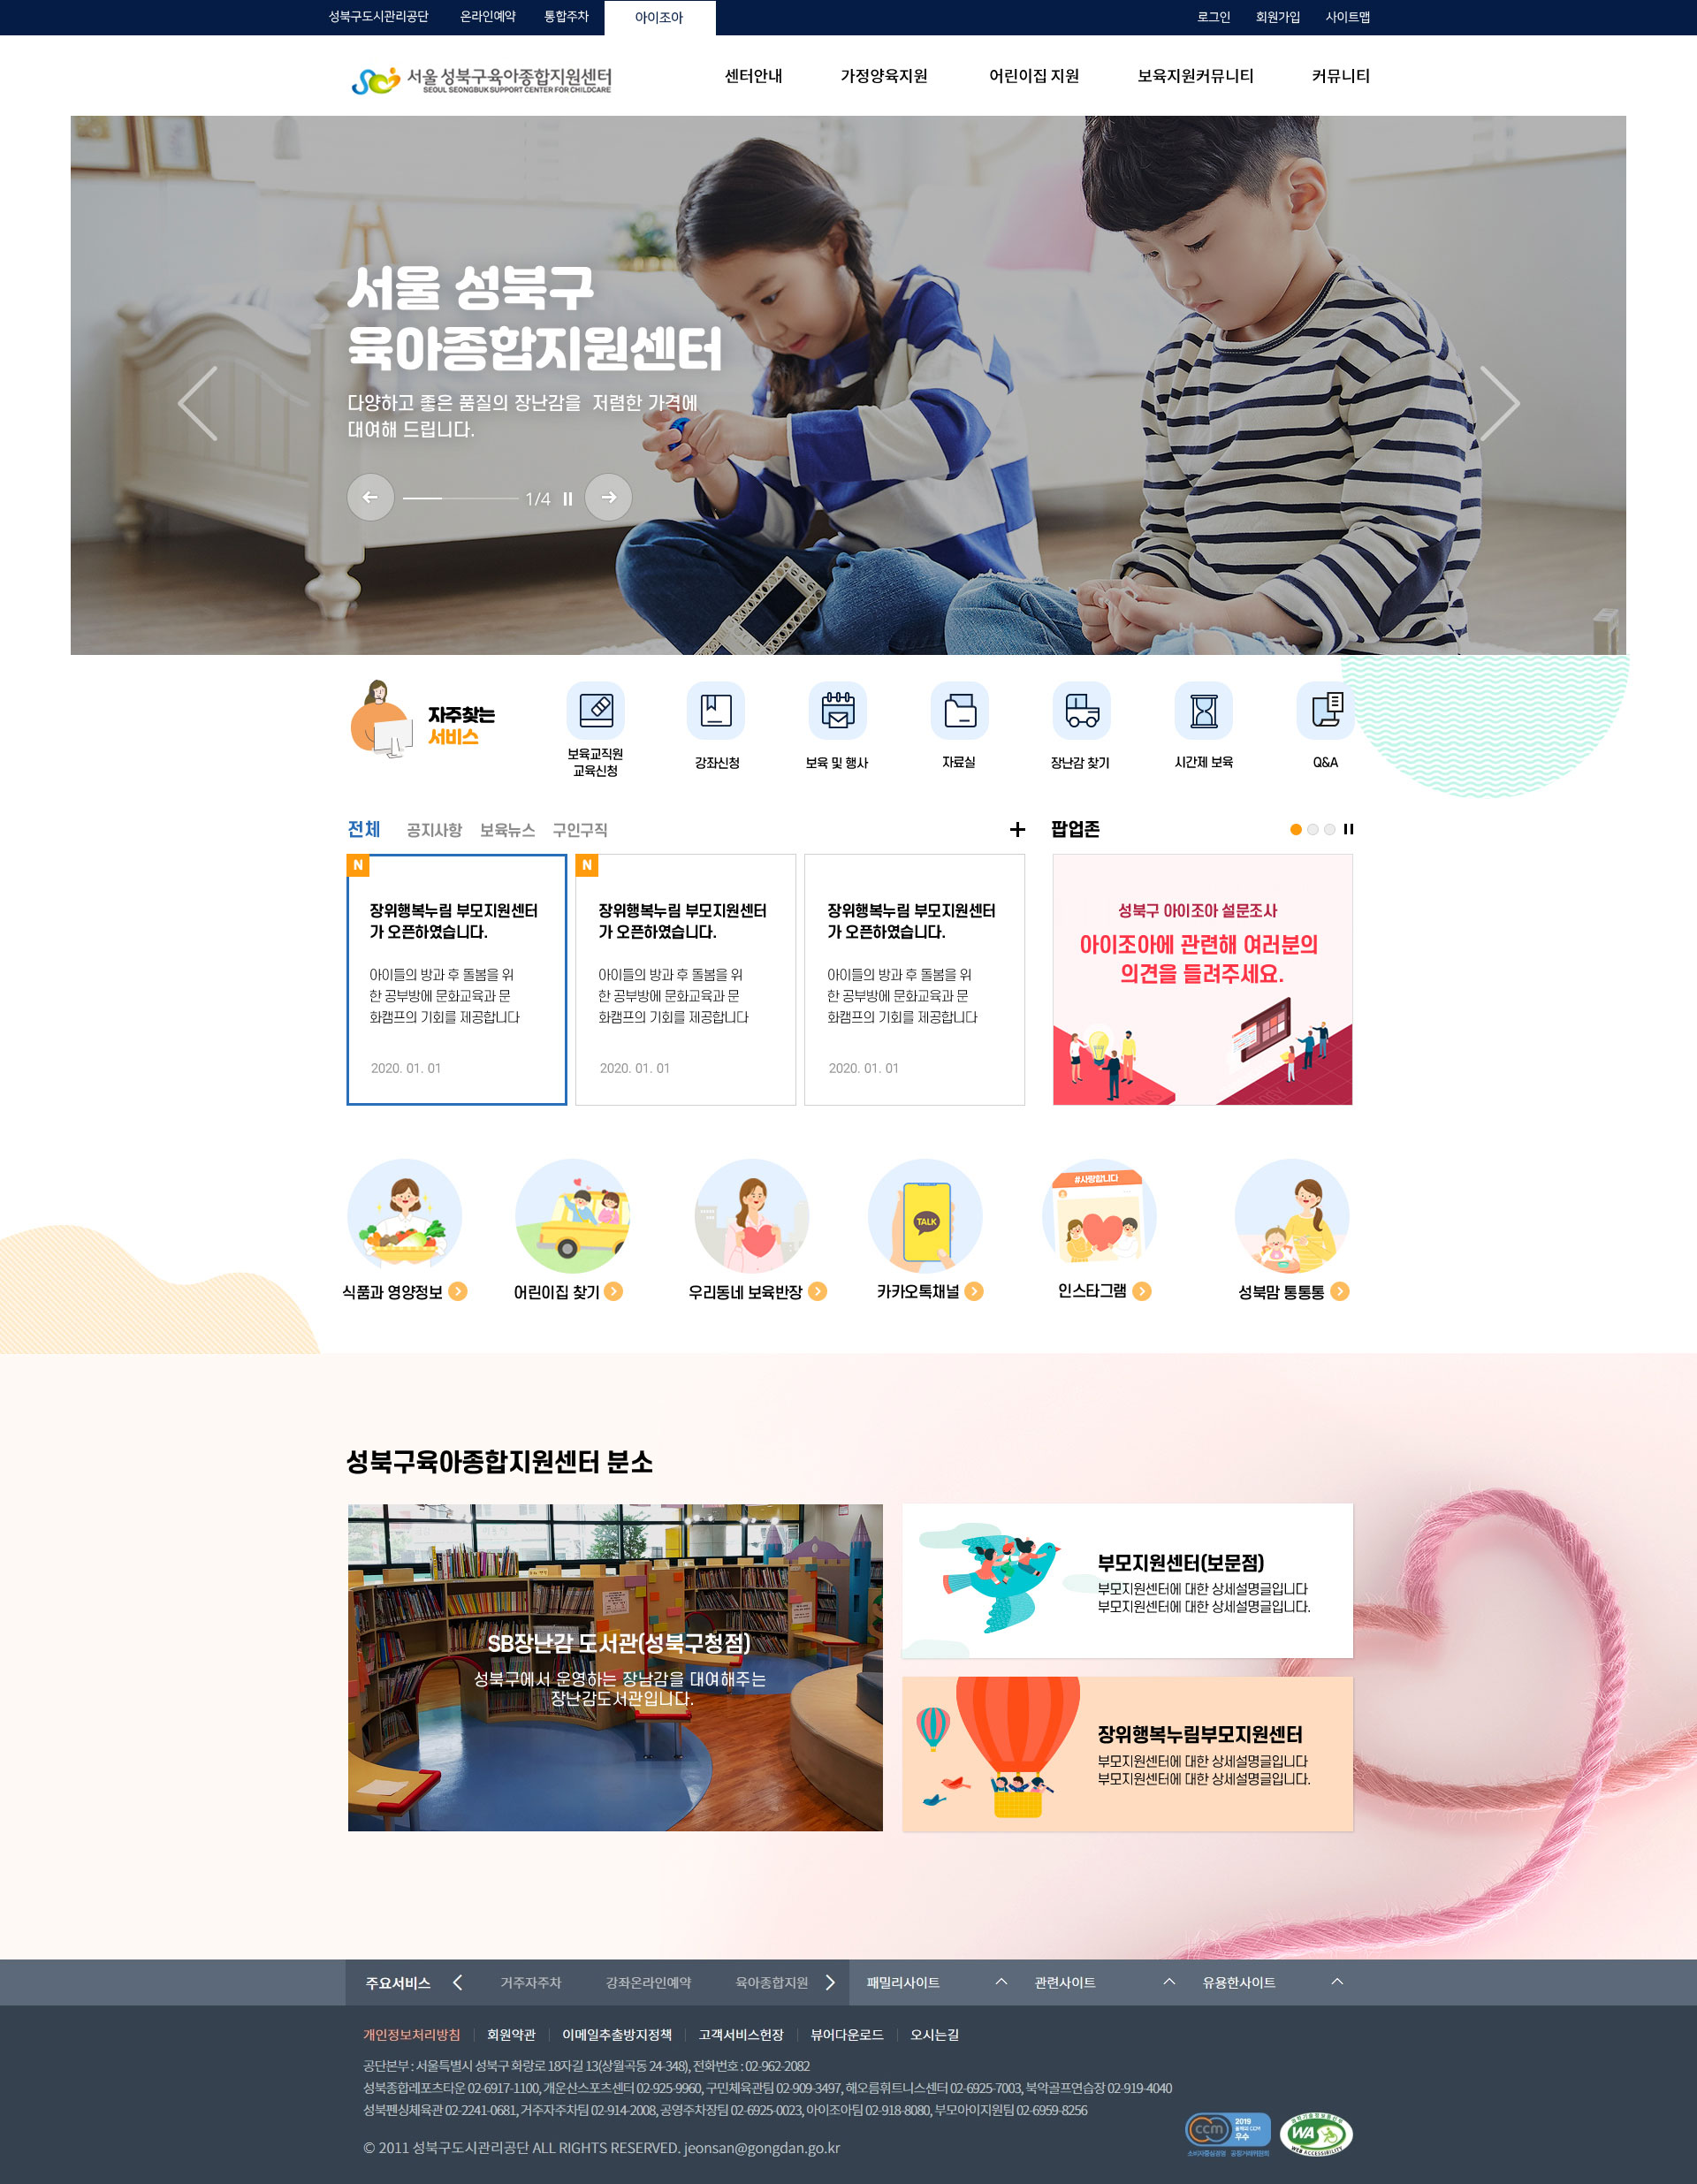 성북구도시관리공단 온라인예약 통합주차 아이조아 로그인 회원가입 사이트맵
서울 성북구육아종합지원센터
SEOUL SEONGBUK SUPPORT CENTER FOR CHILDCARE
센터안내 가정양육지원 어린이집 지원 보육지원커뮤니티 커뮤니티
서울 성북구
육아종합지원센터
다양하고 좋은 품질의 장난감을 저렴한 가격에
대여해 드립니다.
1/4
자주찾는
서비스
보육교직원
교육신청
강좌신청
보육 및 행사
자료실
장난감 찾기
시간제 보육
Q&A
전체 공지사항 보육뉴스 구인구직
팝업존
N
장위행복누림 부모지원센터
가 오픈하였습니다.
아이들의 방과 후 돌봄을 위
한 공부방에 문화교육과 문
화캠프의 기회를 제공합니다
2020. 01. 01
N
장위행복누림 부모지원센터
가 오픈하였습니다.
아이들의 방과 후 돌봄을 위
한 공부방에 문화교육과 문
화캠프의 기회를 제공합니다
2020. 01. 01
장위행복누림 부모지원센터
가 오픈하였습니다.
아이들의 방과 후 돌봄을 위
한 공부방에 문화교육과 문
화캠프의 기회를 제공합니다
2020. 01. 01
성북구 아이조아 설문조사
아이조아에 관련해 여러분의
의견을 들려주세요.
TALK
#사랑합니다
식품과 영양정보
어린이집 찾기
우리동네 보육반장
카카오톡채널
인스타그램
성북맘 통통통
성북구육아종합지원센터 분소
SB장난감 도서관(성북구청점)
성북구에서 운영하는 장남감을 대여해주는
장난감도서관입니다.
부모지원센터(보문점)
부모지원센터에 대한 상세설명글입니다
부모지원센터에 대한 상세설명글입니다.
장위행복누림부모지원센터
부모지원센터에 대한 상세설명글입니다
부모지원센터에 대한 상세설명글입니다.
주요서비스 거주자주차 강좌온라인예약 육아종합지원 패밀리사이트 관련사이트 유용한사이트
개인정보처리방침 회원약관 이메일추출방지정책 고객서비스헌장 뷰어다운로드 오시는길
공단본부 : 서울특별시 성북구 화랑로 18자길 13(상월곡동 24-348), 전화번호 : 02-962-2082
성북종합레포츠타운 02-6917-1100, 개운산스포츠센터 02-925-9960, 구민체육관팀 02-909-3497, 해오름휘트니스센터 02-6925-7003, 북악골프연습장 02-919-4040
성북펜싱체육관 02-2241-0681, 거주자주차팀 02-914-2008, 공영주차장팀 02-6925-0023, 아이조아팀 02-918-8080, 부모아이지원팀 02-6959-8256
© 2011 성북구도시관리공단 ALL RIGHTS RESERVED. jeonsan@gongdan.go.kr
ccm 2019
우수
WA
WEB ACCESSIBILITY